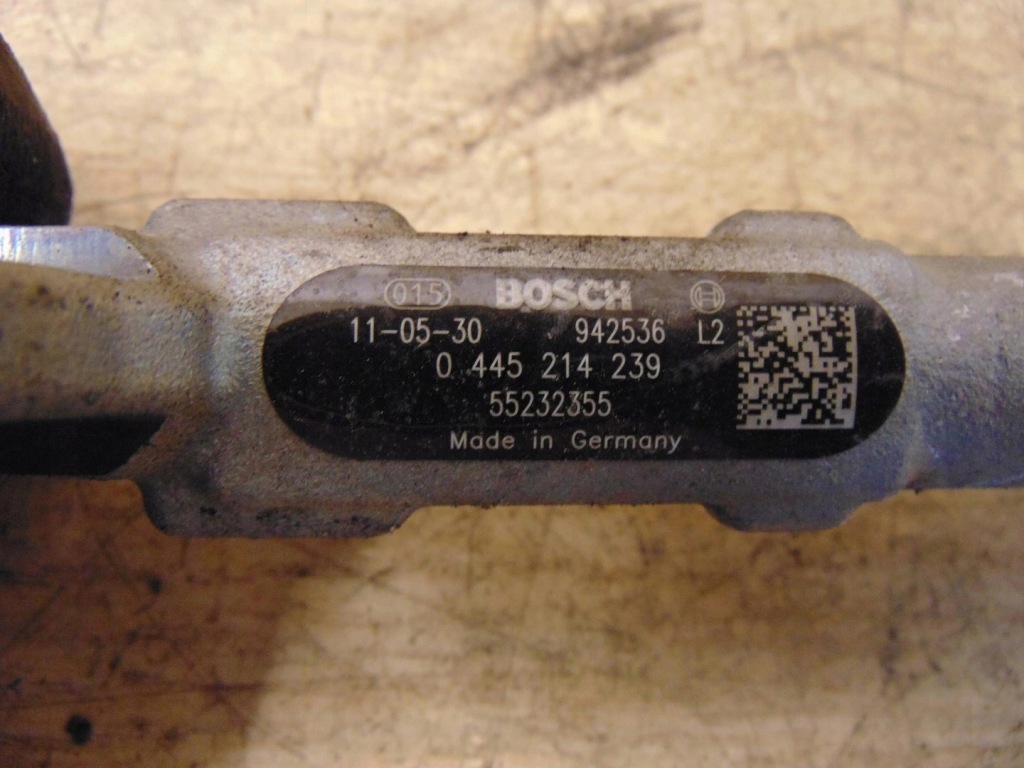 015 BOSCH
11-05-30 942536 L2
0 445 214 239
55232355
Made in Germany